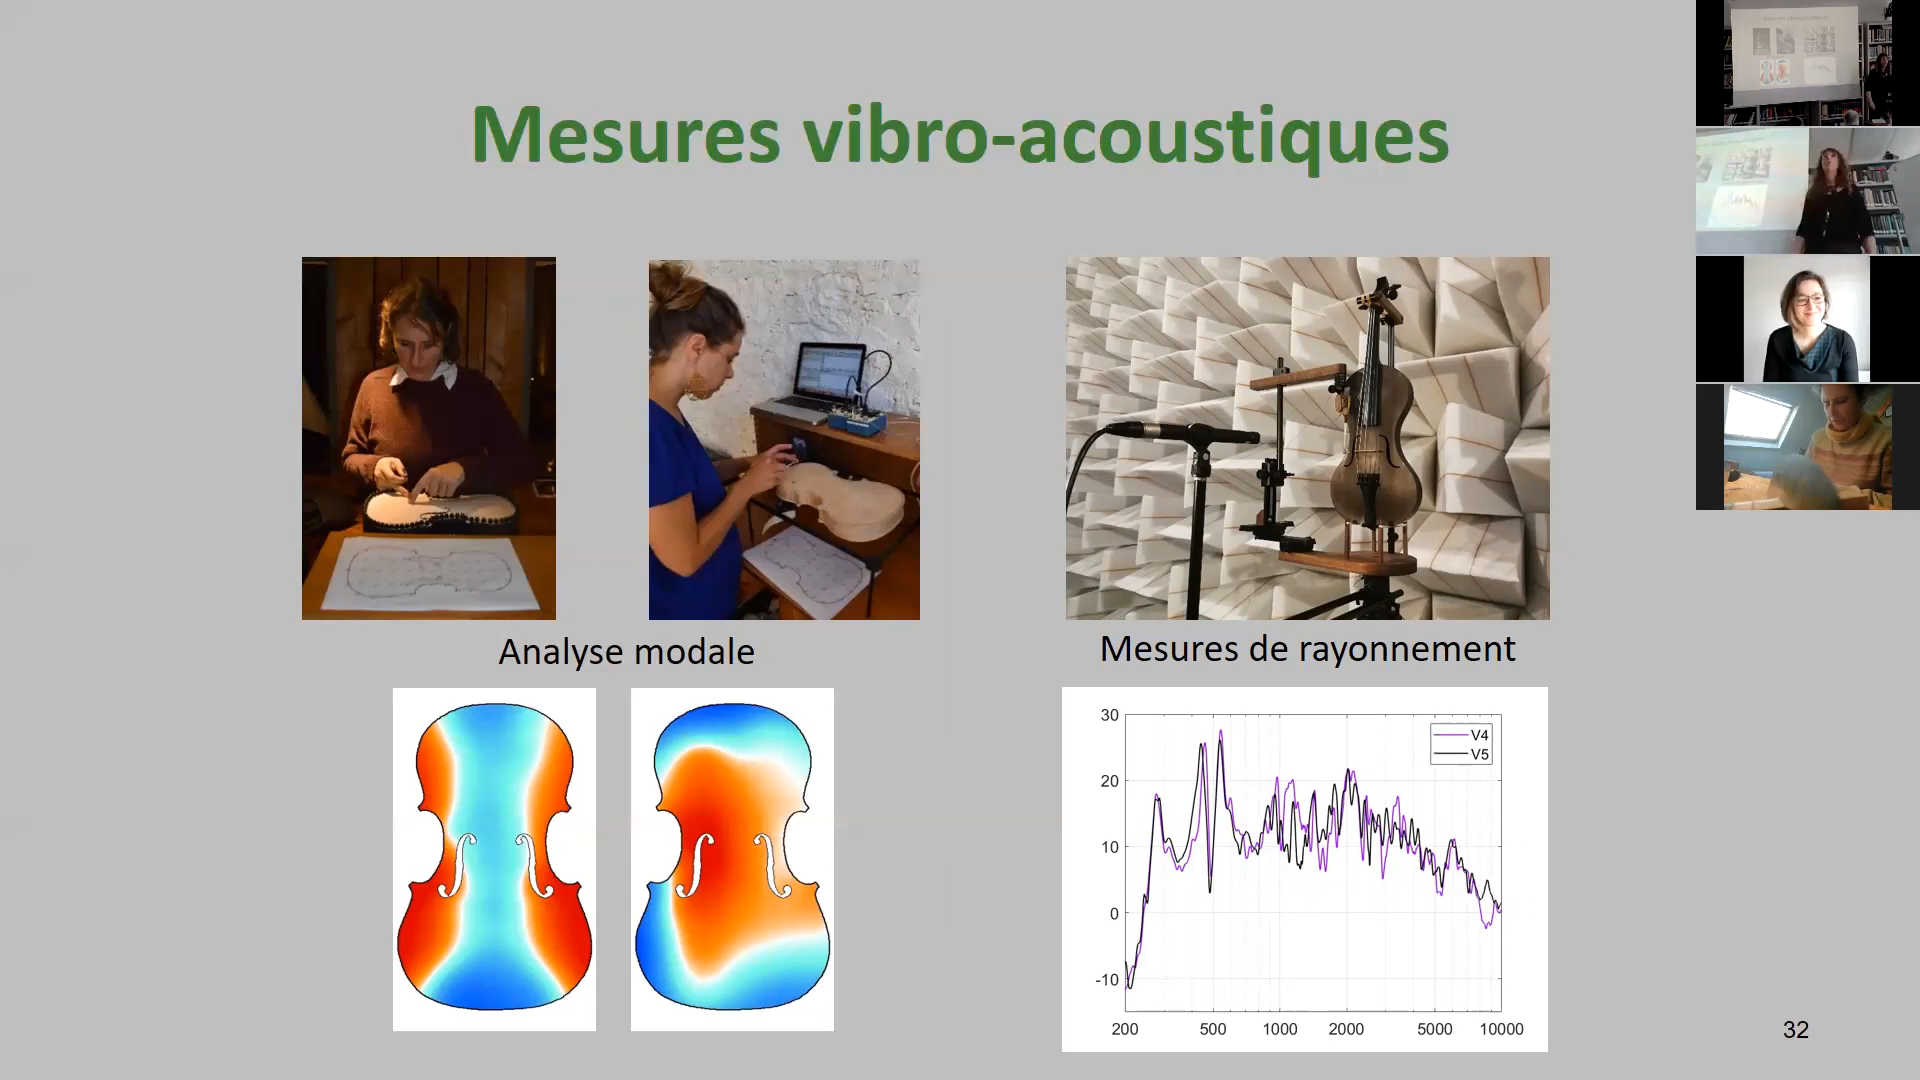 Mesures vibro-acoustiques
Analyse modale
Mesures de rayonnement
30
20
10
0
-10
V4
V5
200 500 1000 2000 5000 10000
32